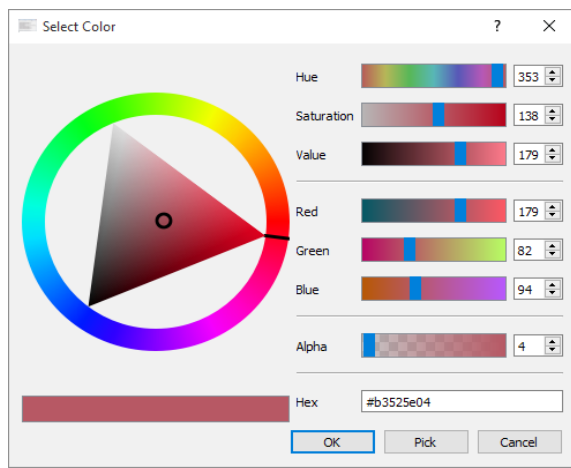 Select Color
?
Hue 353
Saturation 138
Value 179
Red 179
Green 82
Blue 94
Alpha 4
Hex #b3525e04
OK Pick Cancel